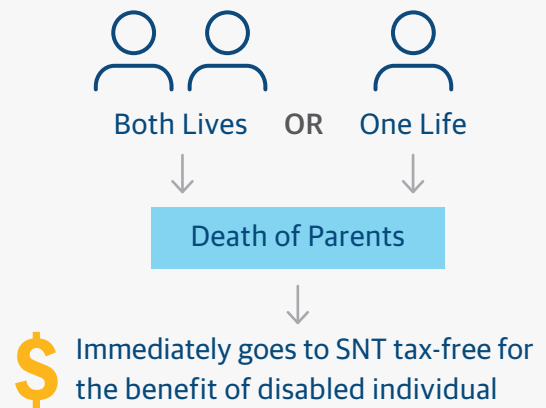 Both Lives OR One Life
Death of Parents
$ Immediately goes to SNT tax-free for
the benefit of disabled individual